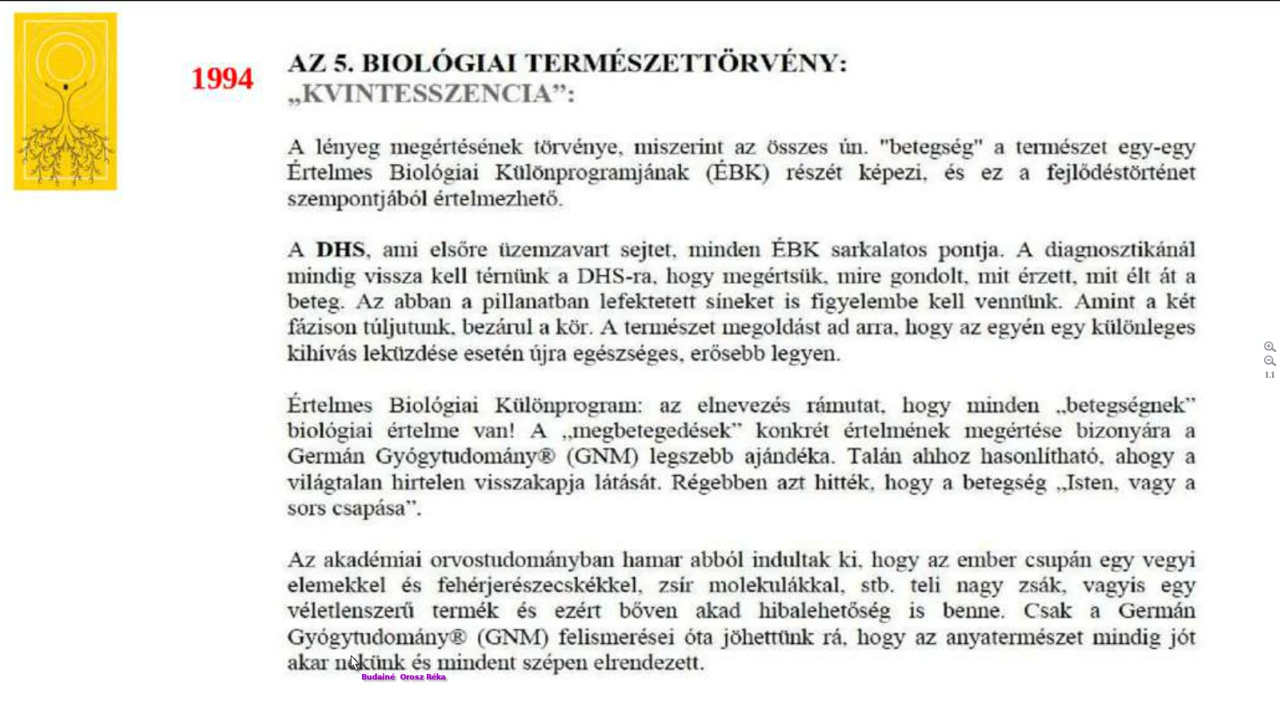 1994
AZ 5. BIOLÓGIAI TERMÉSZETTÖRVÉNY:
„KVINTESSZENCIA”:
A lényeg megértésének törvénye, miszerint az összes ún. "betegség" a természet egy-egy
Értelmes Biológiai Különprogramjának (ÉBK) részét képezi, és ez a fejlődéstörténet
szempontjából értelmezhető.
A DHS, ami elsőre üzemzavart sejtet, minden ÉBK sarkalatos pontja. A diagnosztikánál
mindig vissza kell térnünk a DHS-ra, hogy megértsük, mire gondolt, mit érzett, mit élt át a
beteg. Az abban a pillanatban lefektetett síneket is figyelembe kell vennünk. Amint a két
fázison túljutunk, bezárul a kör. A természet megoldást ad arra, hogy az egyén egy különleges
kihívás leküzdése esetén újra egészséges, erősebb legyen.
Értelmes Biológiai Különprogram: az elnevezés rámutat, hogy minden „betegségnek”
biológiai értelme van! A „megbetegedések” konkrét értelmének megértése bizonyára a
Germán Gyógytudomány® (GNM) legszebb ajándéka. Talán ahhoz hasonlítható, ahogy a
világtalan hirtelen visszakapja látását. Régebben azt hitték, hogy a betegség „Isten, vagy a
sors csapása”.
Az akadémiai orvostudományban hamar abból indultak ki, hogy az ember csupán egy vegyi
elemekkel és fehérjerészecskékkel, zsír molekulákkal, stb. teli nagy zsák, vagyis egy
véletlenszerű termék és ezért bőven akad hibalehetőség is benne. Csak a Germán
Gyógytudomány® (GNM) felismerései óta jöhettünk rá, hogy az anyatermészet mindig jót
akar nekünk és mindent szépen elrendezett.
Budainé Orosz Réka
1.1